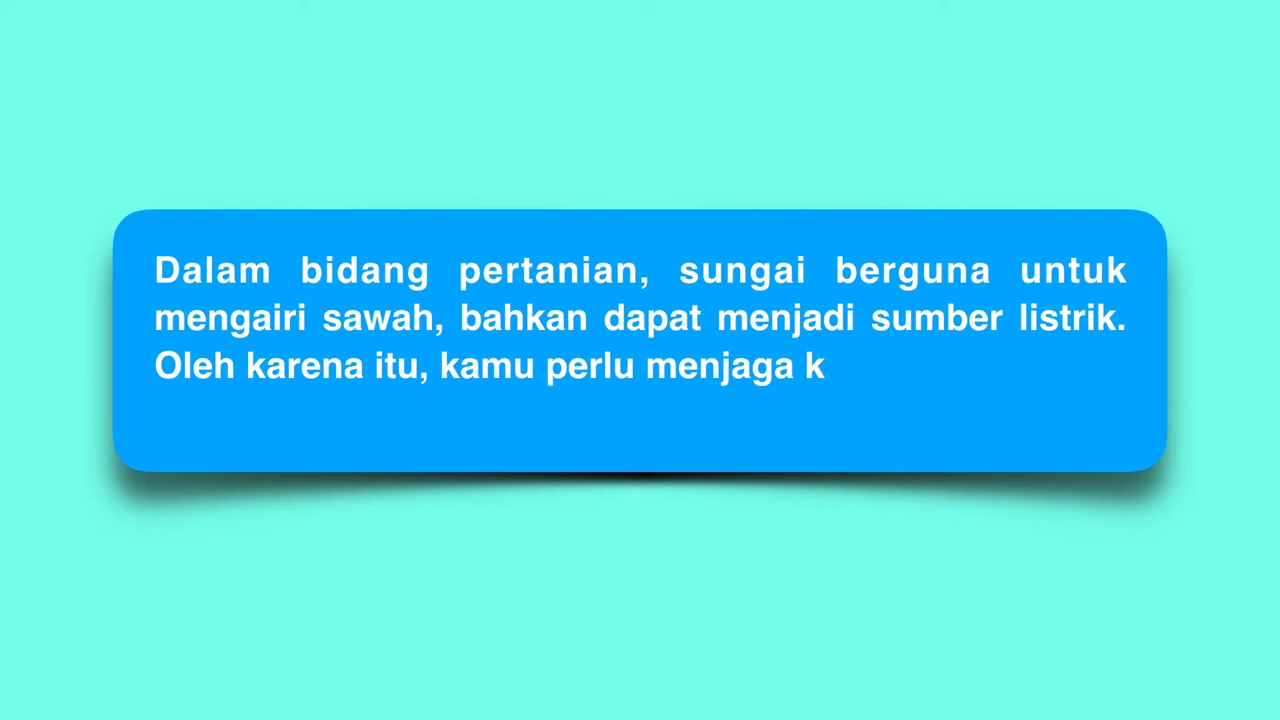 Dalam bidang pertanian, sungai berguna untuk
mengairi sawah, bahkan dapat menjadi sumber listrik.
Oleh karena itu, kamu perlu menjaga k